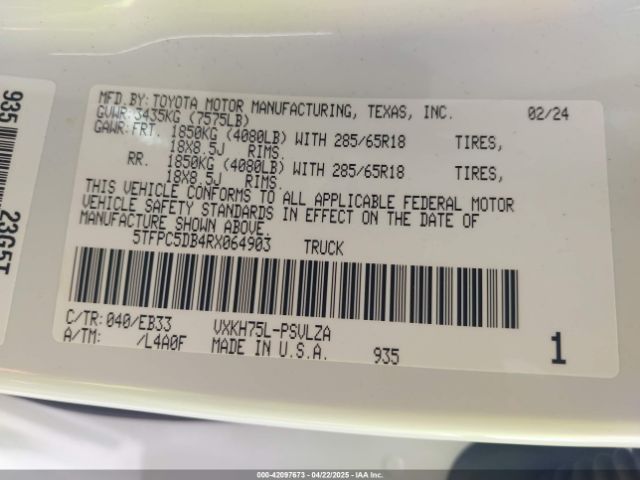 MFD.BY: TOYOTA MOTOR MANUFACTURING, TEXAS, INC. 02/24
GVWR: 3435KG (7575LB)
GAWR: FRT. 1850KG (4080LB) WITH 285/65R18 TIRES,
18X8.5J RIMS.
RR. 1850KG (4080LB) WITH 285/65R18 TIRES,
18X8.5J RIMS.
THIS VEHICLE CONFORMS TO ALL APPLICABLE FEDERAL MOTOR
VEHICLE SAFETY STANDARDS IN EFFECT ON THE DATE OF
MANUFACTURE SHOWN ABOVE.
5TFPC5DB4RX064903 TRUCK
C/TR: 040/EB33 VXKH75L-PSVLZA
A/TM: /L4A0F MADE IN U.S.A. 935 1
935 23G5T
000-42097673 - 04/22/2025 - IAA Inc.